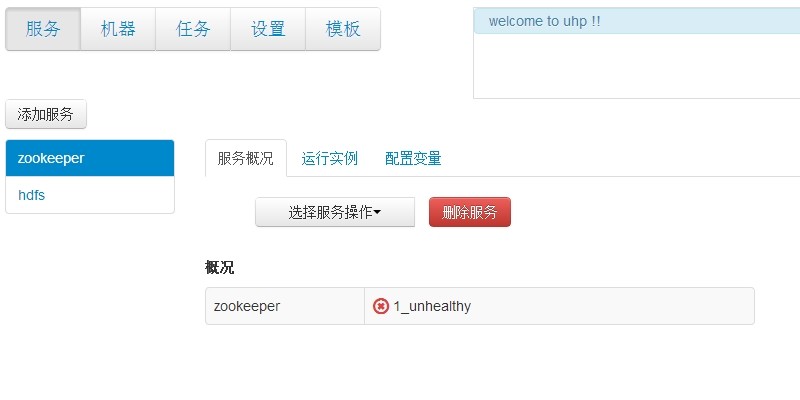 服务 机器 任务 设置 模板
welcome to uhp !!
添加服务
zookeeper
hdfs
服务概况 运行实例 配置变量
选择服务操作 删除服务
概况
zookeeper 1_unhealthy